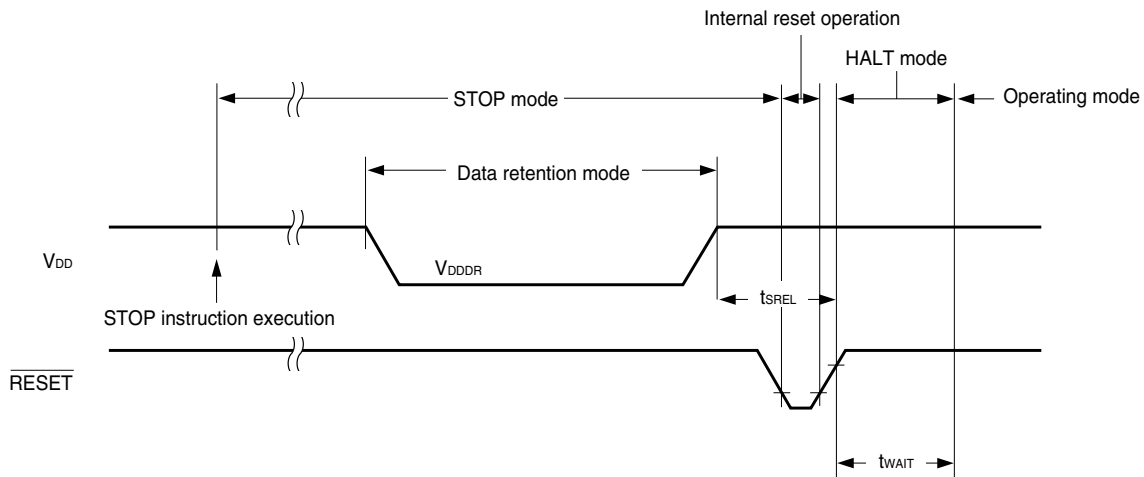 Internal reset operation
HALT mode
STOP mode
Operating mode
Data retention mode
VDD
VDDDR
tSREL
STOP instruction execution
RESET
tWAIT